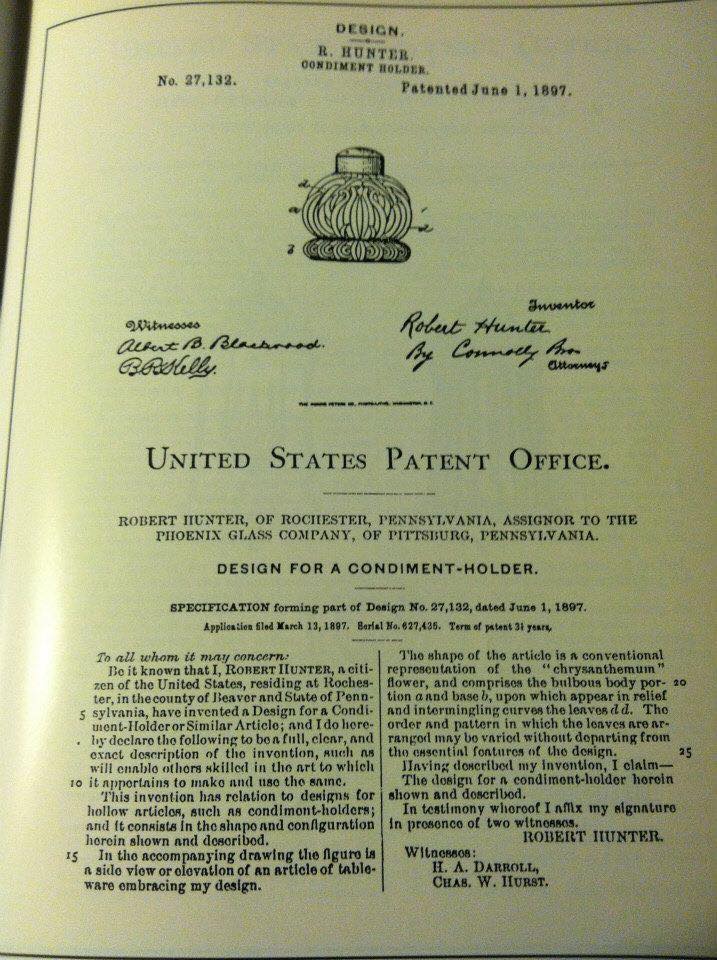 DESIGN.
R. HUNTER.
CONDIMENT HOLDER.
No. 27,132.
Patented June 1, 1897.
d
a
d
b
Witnesses
Albert B. Blackwood.
B.B. Kelly.
Inventor
Robert Hunter
By Connolly Bros
Attorneys
THE NORRIS PETERS CO., PHOTO-LITHO., WASHINGTON, D. C.
UNITED STATES PATENT OFFICE.
ROBERT HUNTER, OF ROCHESTER, PENNSYLVANIA, ASSIGNOR TO THE
PHOENIX GLASS COMPANY, OF PITTSBURG, PENNSYLVANIA.
DESIGN FOR A CONDIMENT-HOLDER.
SPECIFICATION forming part of Design No. 27,132, dated June 1, 1897.
Application filed March 13, 1897. Serial No. 627,435. Term of patent 3½ years.
To all whom it may concern:
Be it known that I, ROBERT HUNTER, a citi-
zen of the United States, residing at Roches-
ter, in the county of Beaver and State of Penn-
5 sylvania, have invented a Design for a Condi-
ment-Holder or Similar Article; and I do here-
by declare the following to be a full, clear, and
exact description of the invention, such as
will enable others skilled in the art to which
10 it appertains to make and use the same.
This invention has relation to designs for
hollow articles, such as condiment-holders;
and it consists in the shape and configuration
herein shown and described.
15 In the accompanying drawing the figure is
a side view or elevation of an article of table-
ware embracing my design.
The shape of the article is a conventional
representation of the "chrysanthemum"
flower, and comprises the bulbous body por- 20
tion a and base b, upon which appear in relief
and intermingling curves the leaves d d. The
order and pattern in which the leaves are ar-
ranged may be varied without departing from
the essential features of the design. 25
Having described my invention, I claim—
The design for a condiment-holder herein
shown and described.
In testimony whereof I affix my signature
in presence of two witnesses.
ROBERT HUNTER.
Witnesses:
H. A. DARROLL,
CHAS. W. HURST.